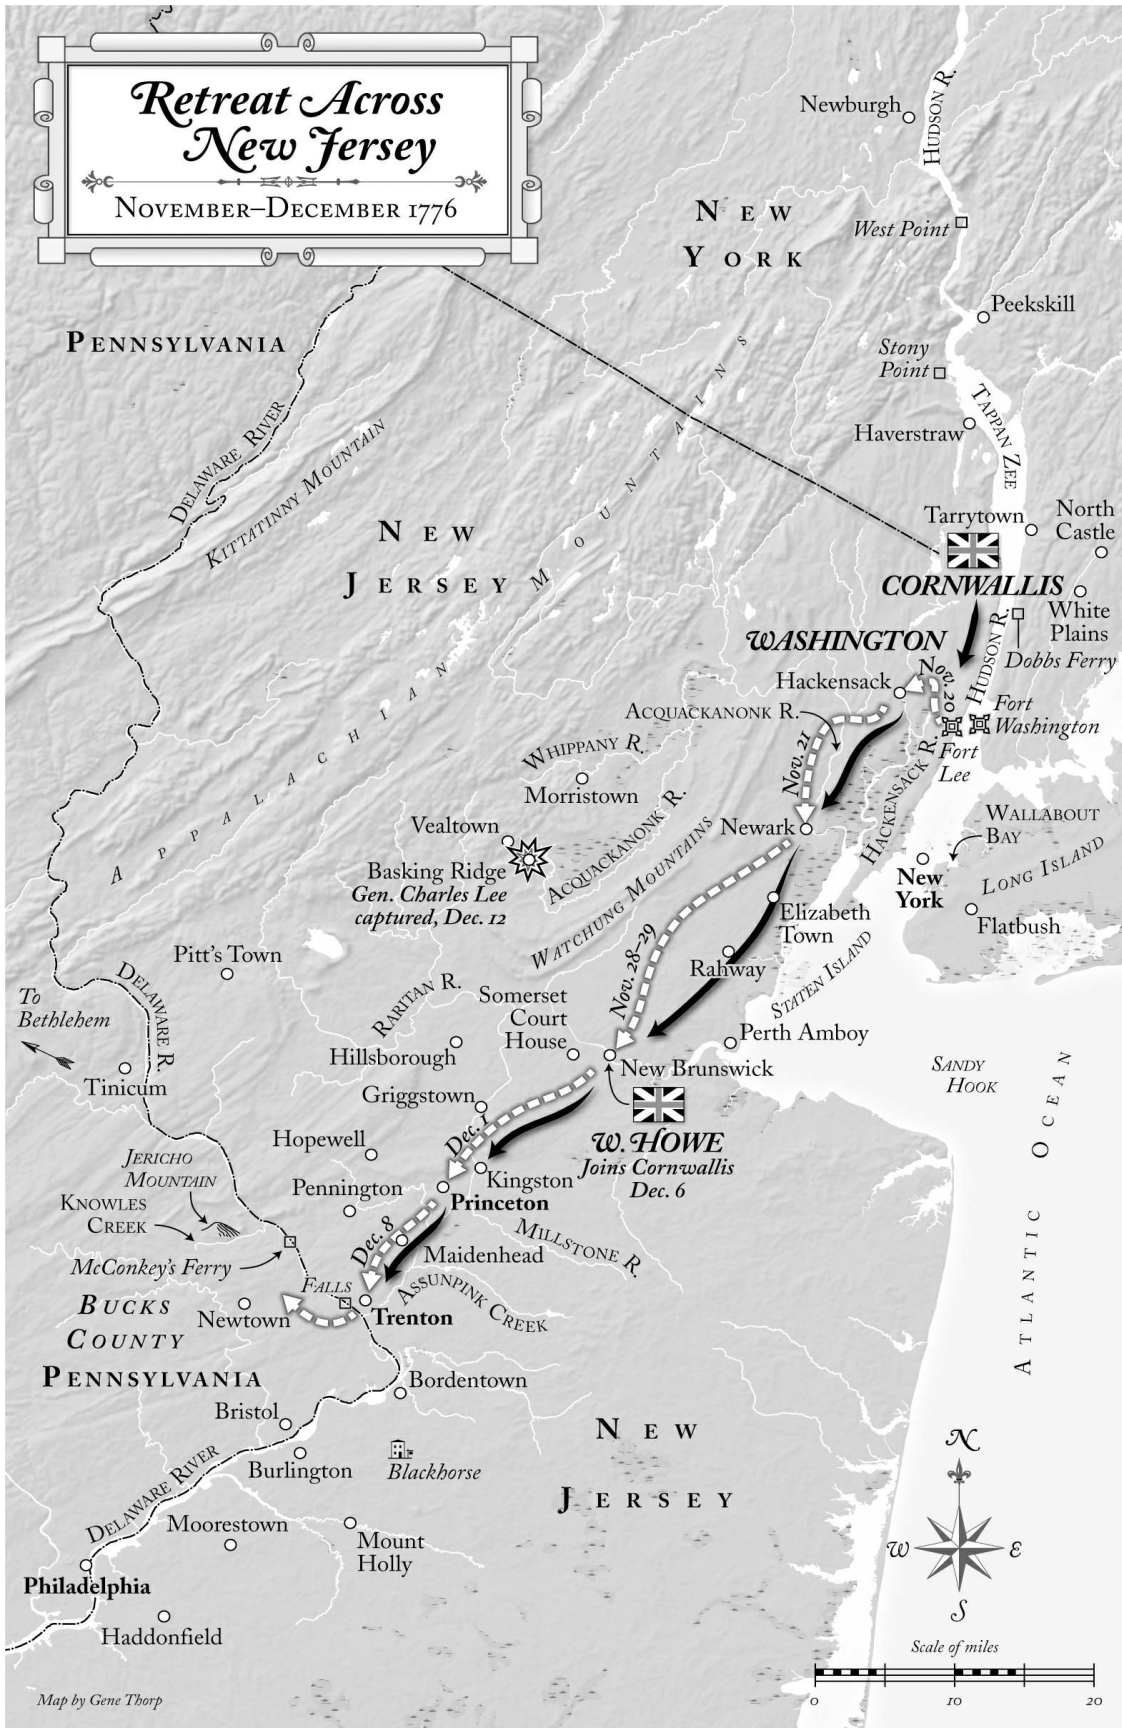 Retreat Across
New Jersey
November–December 1776
Newburgh
Hudson R.
New
York
West Point
Peekskill
Pennsylvania
Stony
Point
Tappan Zee
Haverstraw
Delaware River
Kittatinny Mountain
Tarrytown
North
Castle
New
Jersey
CORNWALLIS
White
Plains
Appalachian Mountains
WASHINGTON
Hudson R.
Dobbs Ferry
Nov. 20
Hackensack
Fort
Washington
Acquackanonk R.
Fort
Lee
Whippany R.
Nov. 21
Hackensack R.
Morristown
Acquackanonk R.
Vealtown
Newark
Wallabout
Bay
Basking Ridge
Gen. Charles Lee
captured, Dec. 12
Watchung Mountains
New
York
Long Island
Elizabeth
Town
Flatbush
Pitt's Town
Rahway
Nov. 28–29
Staten Island
Delaware R.
To
Bethlehem
Raritan R.
Somerset
Court
House
Perth Amboy
Hillsborough
Tinicum
New Brunswick
Sandy
Hook
Atlantic Ocean
Griggstown
Dec. 1
W. HOWE
Joins Cornwallis
Dec. 6
Hopewell
Jericho
Mountain
Kingston
Pennington
Princeton
Knowles
Creek
Dec. 8
Millstone R.
Maidenhead
McConkey's Ferry
Falls
Assunpink Creek
Bucks
County
Newtown
Trenton
Pennsylvania
Bordentown
Bristol
New
Jersey
N
Burlington
Blackhorse
Delaware River
Moorestown
Mount
Holly
W
E
Philadelphia
S
Haddonfield
Scale of miles
0
10
20
Map by Gene Thorp